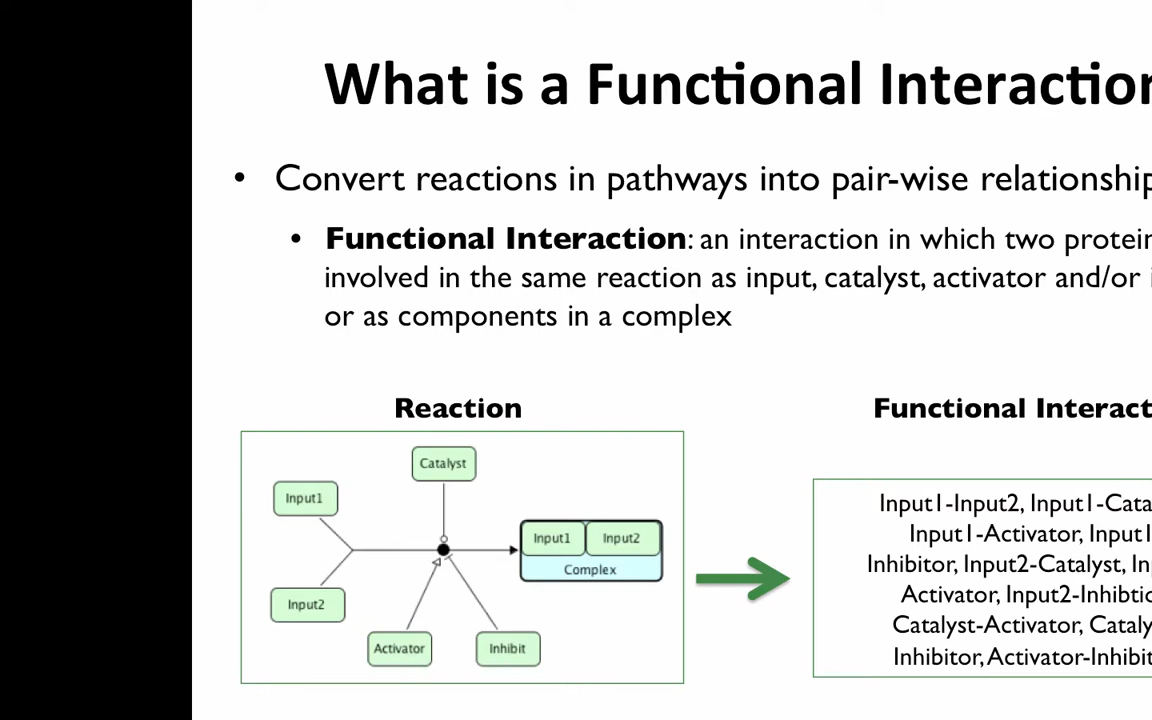 What is a Functional Interaction
• Convert reactions in pathways into pair-wise relationship
• Functional Interaction: an interaction in which two protein
involved in the same reaction as input, catalyst, activator and/or
or as components in a complex
Reaction
Functional Interact
Catalyst
Input1
Input1 Input2
Complex
Input2
Activator
Inhibit
Input1-Input2, Input1-Cata
Input1-Activator, Input1
Inhibitor, Input2-Catalyst, Inp
Activator, Input2-Inhibtio
Catalyst-Activator, Cataly
Inhibitor, Activator-Inhibit